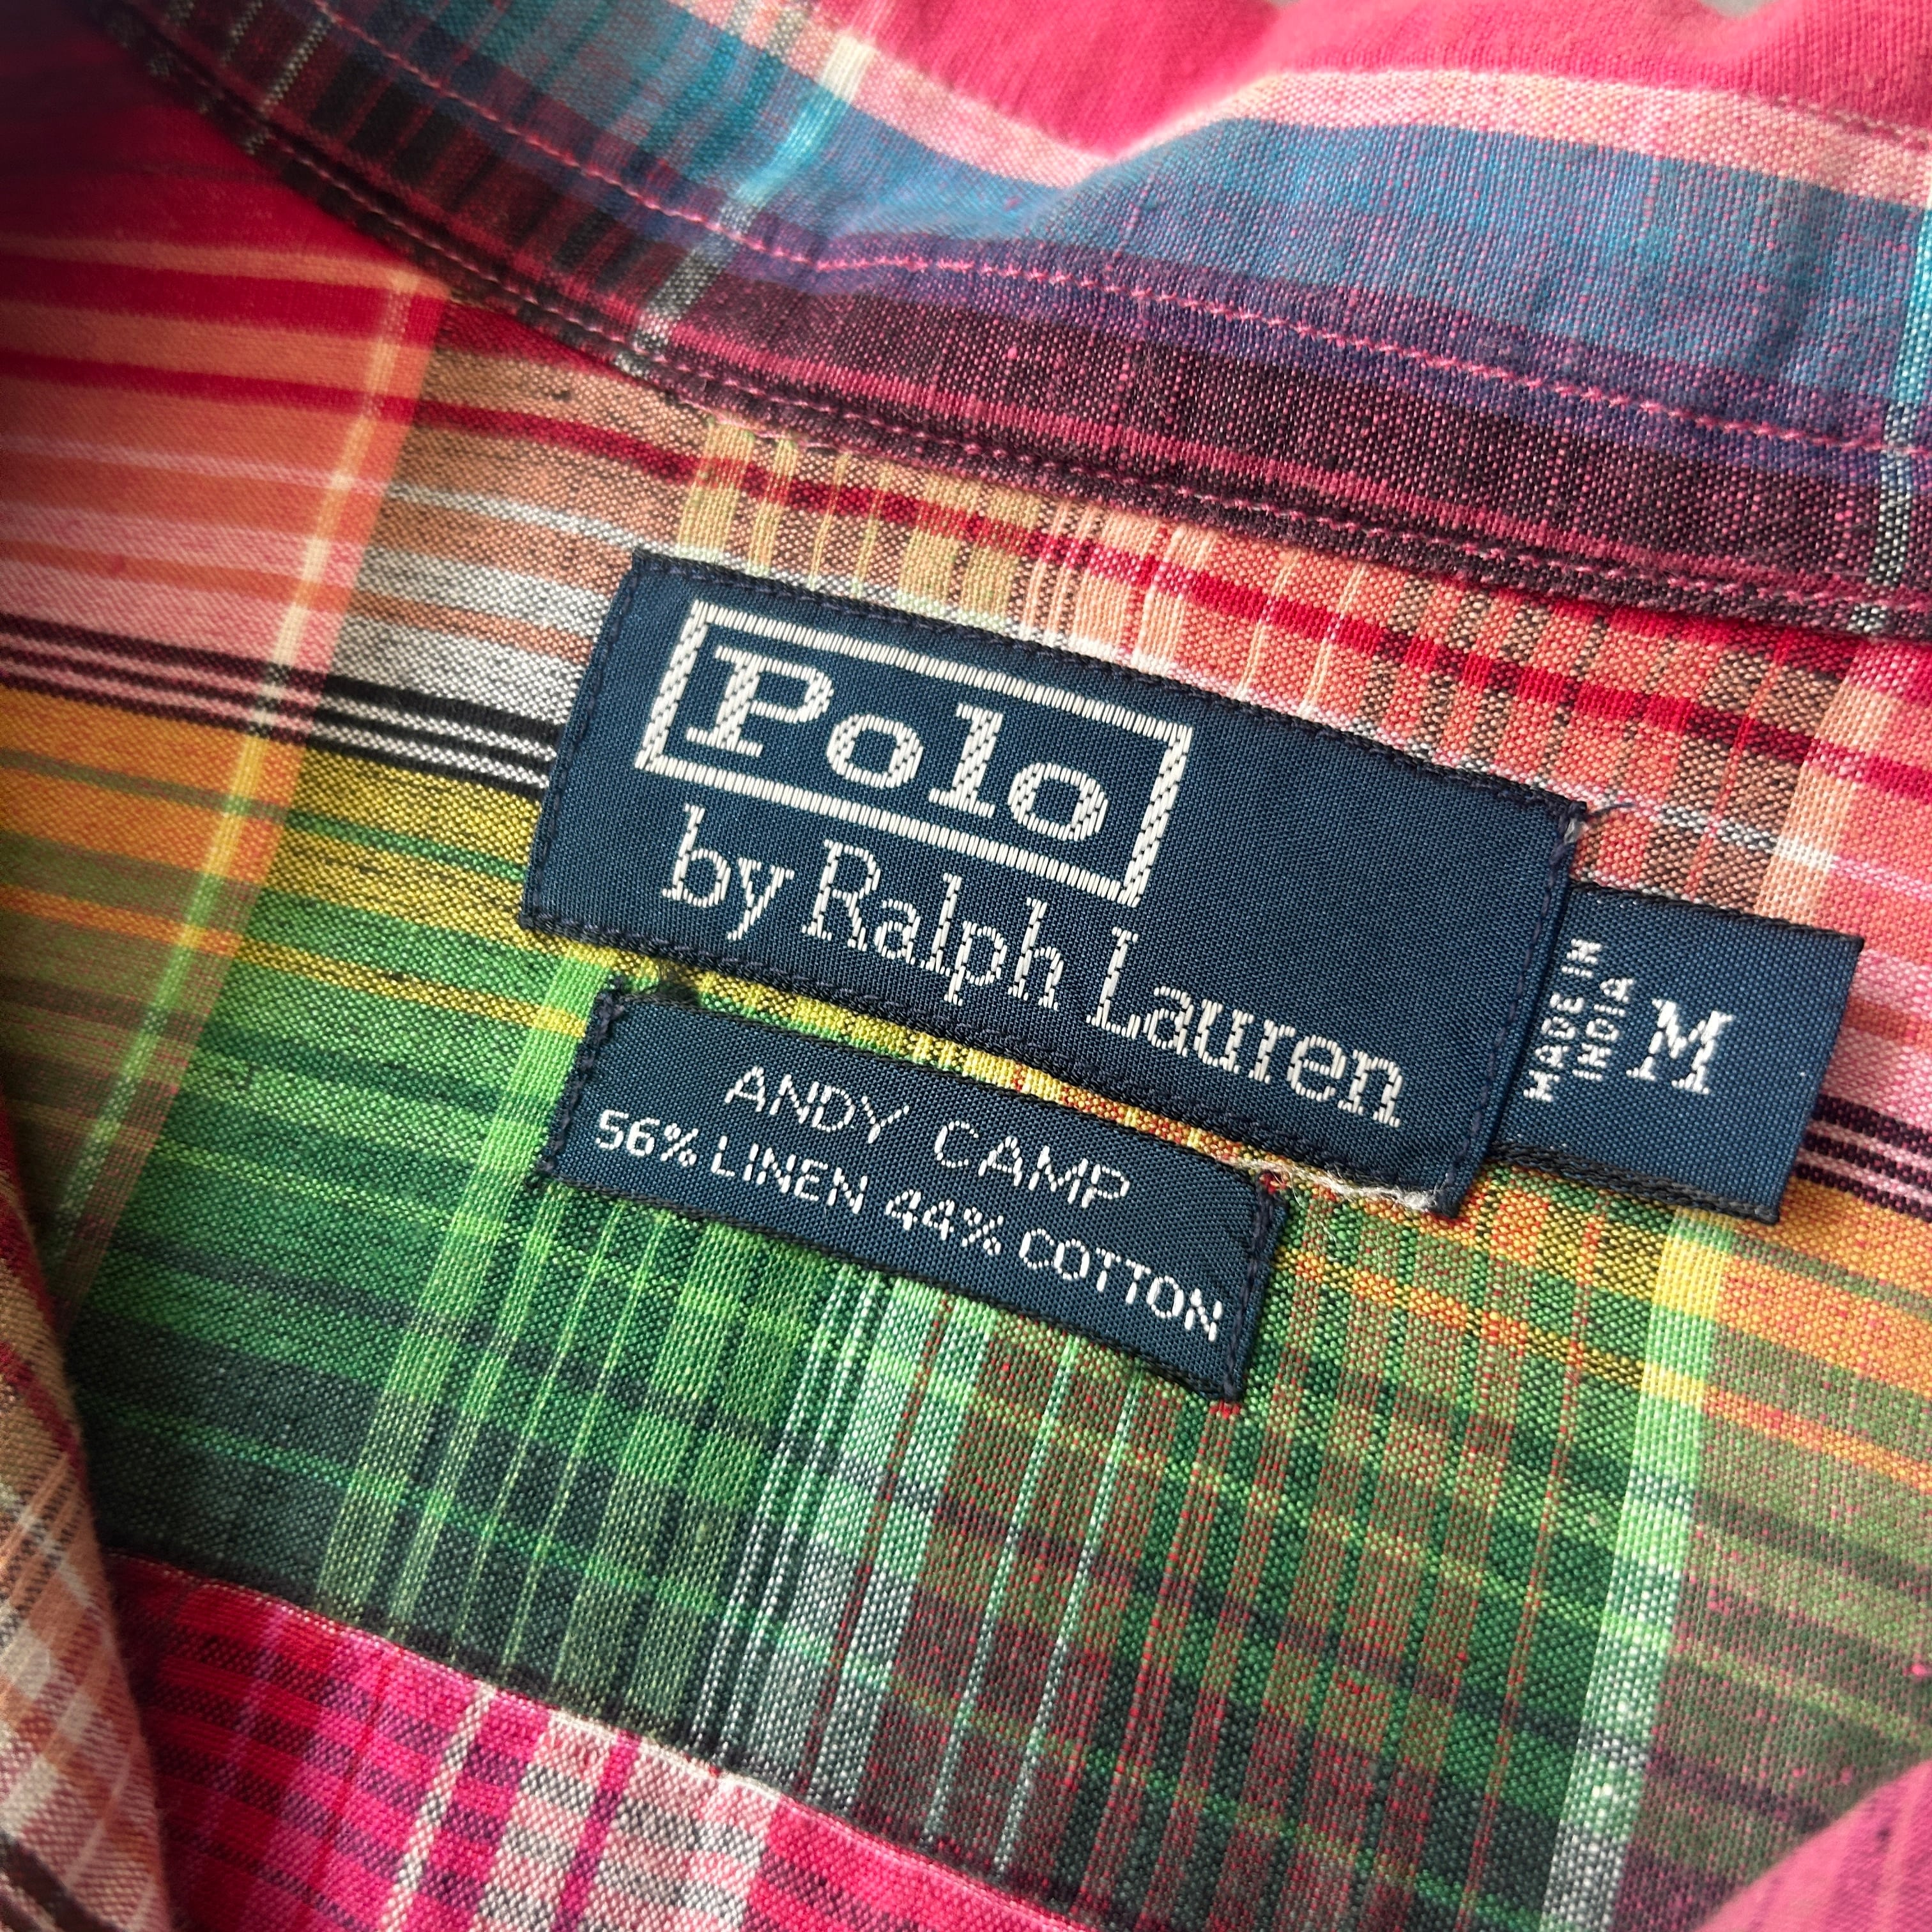 Polo
by Ralph Lauren
MADE IN
INDIA
M
ANDY CAMP
56% LINEN 44% COTTON